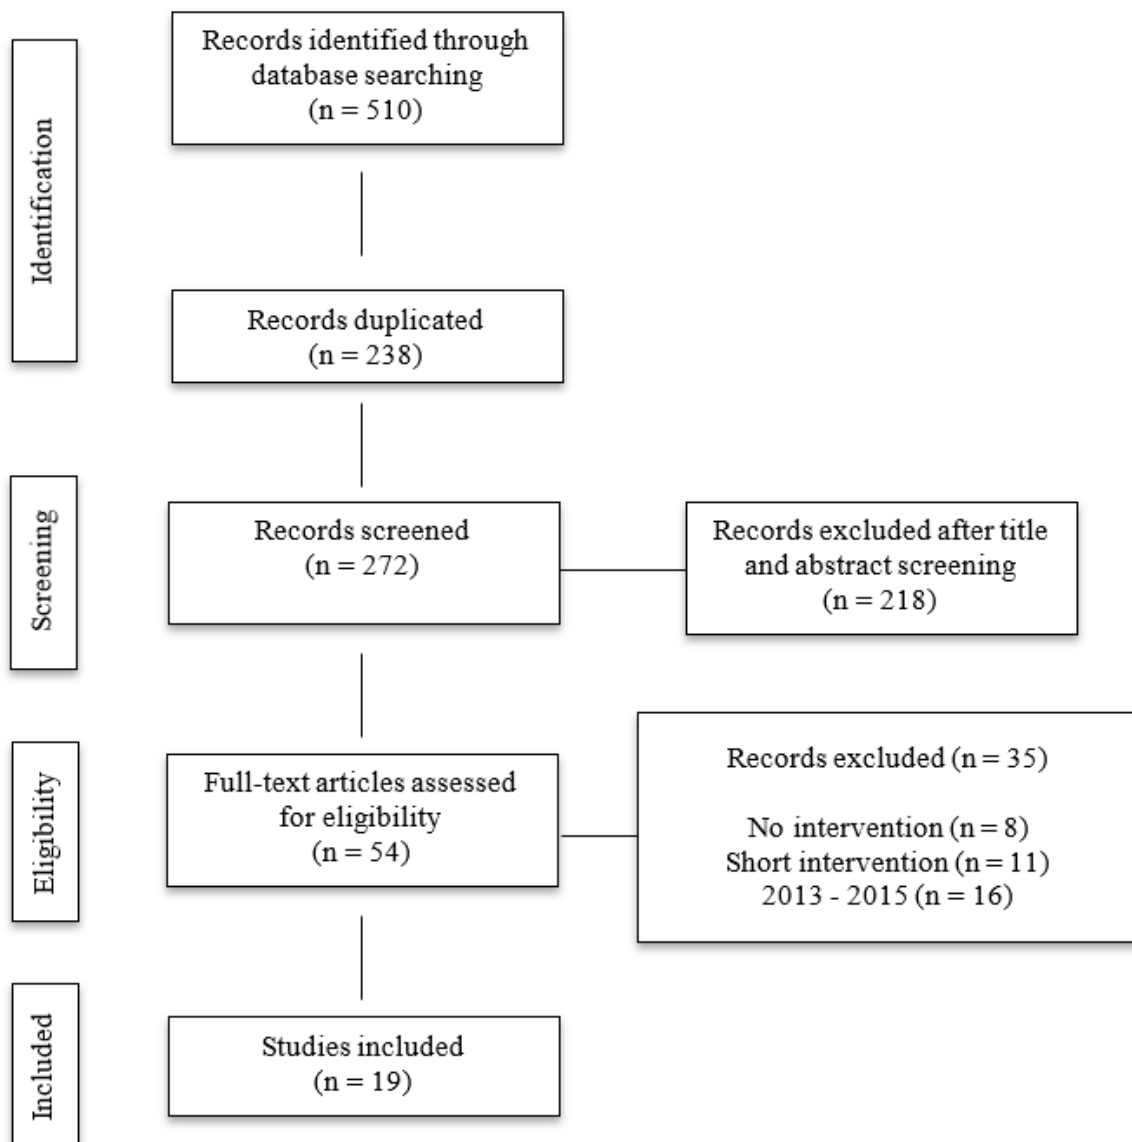 Identification
Records identified through
database searching
(n = 510)
Records duplicated
(n = 238)
Screening
Records screened
(n = 272)
Records excluded after title
and abstract screening
(n = 218)
Eligibility
Full-text articles assessed
for eligibility
(n = 54)
Records excluded (n = 35)
No intervention (n = 8)
Short intervention (n = 11)
2013 - 2015 (n = 16)
Included
Studies included
(n = 19)